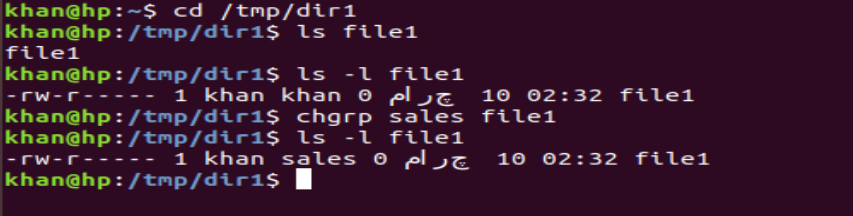 khan@hp:~$ cd /tmp/dir1
khan@hp:/tmp/dir1$ ls file1
file1
khan@hp:/tmp/dir1$ ls -l file1
-rw-r----- 1 khan khan 0 مارچ  10 02:32 file1
khan@hp:/tmp/dir1$ chgrp sales file1
khan@hp:/tmp/dir1$ ls -l file1
-rw-r----- 1 khan sales 0 مارچ  10 02:32 file1
khan@hp:/tmp/dir1$